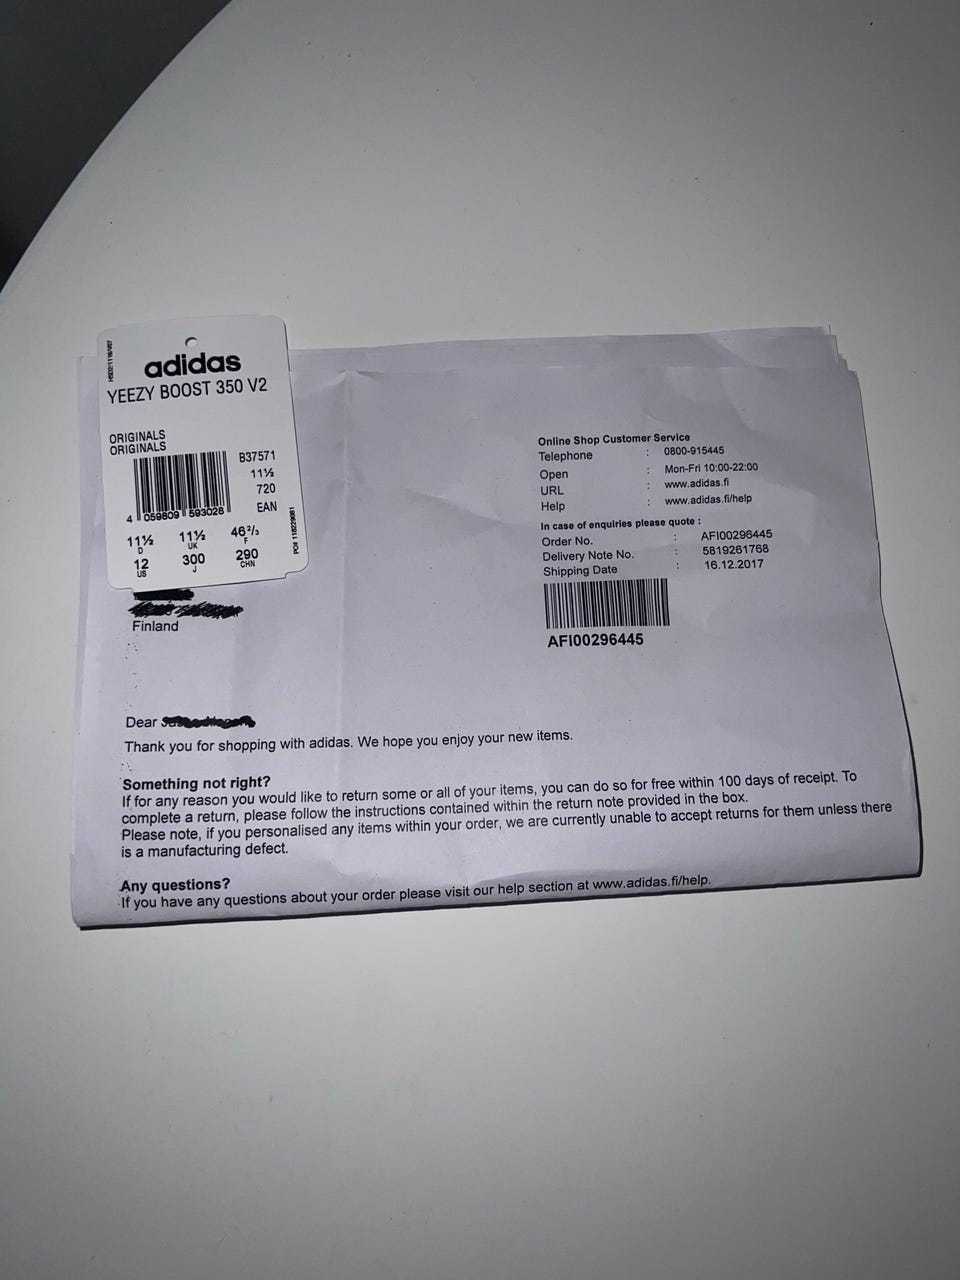 adidas
YEEZY BOOST 350 V2
ORIGINALS
ORIGINALS
B37571
11½
720
EAN
4 059809 593028
11½ 11½ 46⅔
D UK F
12 300 290
US J CHN
PO# 118229081
Finland
Online Shop Customer Service
Telephone : 0800-915445
Open : Mon-Fri 10:00-22:00
URL : www.adidas.fi
Help : www.adidas.fi/help
In case of enquiries please quote :
Order No. : AFI00296445
Delivery Note No. : 5819261768
Shipping Date : 16.12.2017
AFI00296445
Dear
Thank you for shopping with adidas. We hope you enjoy your new items.
Something not right?
If for any reason you would like to return some or all of your items, you can do so for free within 100 days of receipt. To
complete a return, please follow the instructions contained within the return note provided in the box.
Please note, if you personalised any items within your order, we are currently unable to accept returns for them unless there
is a manufacturing defect.
Any questions?
If you have any questions about your order please visit our help section at www.adidas.fi/help.